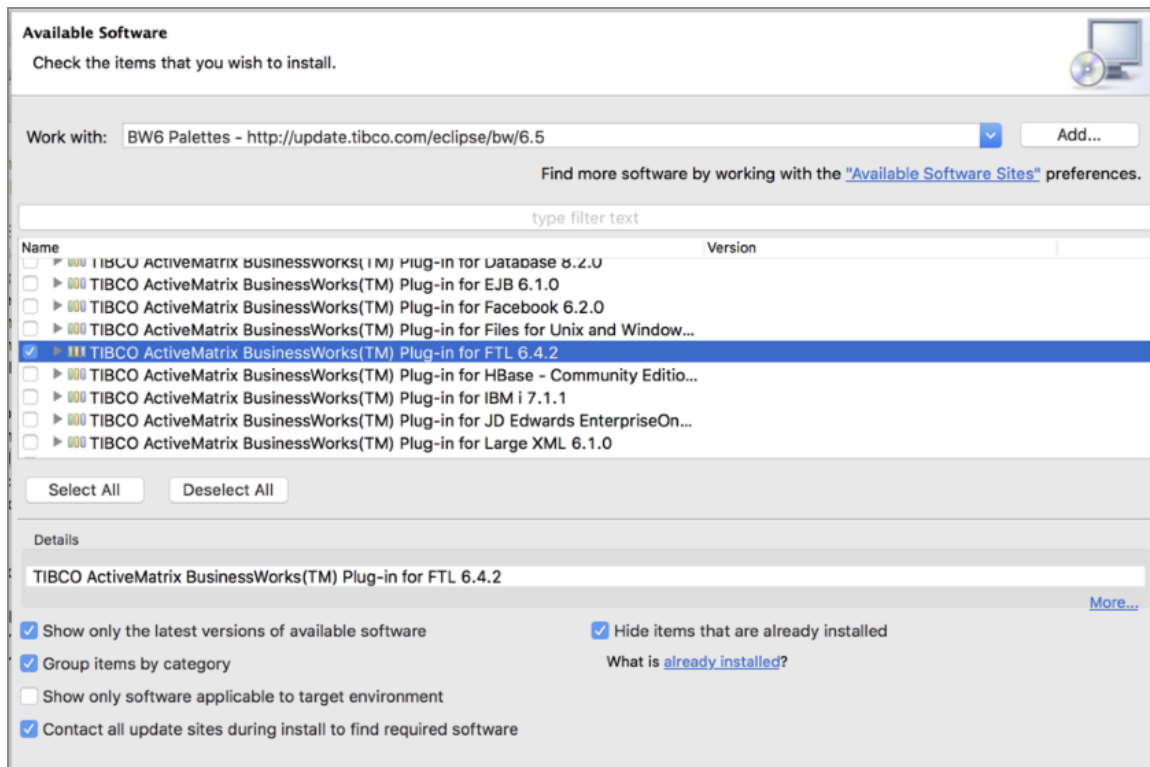 Available Software
Check the items that you wish to install.
Work with: BW6 Palettes - http://update.tibco.com/eclipse/bw/6.5 Add...
Find more software by working with the "Available Software Sites" preferences.
type filter text
Name Version
TIBCO ActiveMatrix BusinessWorks(TM) Plug-in for Database 8.2.0
TIBCO ActiveMatrix BusinessWorks(TM) Plug-in for EJB 6.1.0
TIBCO ActiveMatrix BusinessWorks(TM) Plug-in for Facebook 6.2.0
TIBCO ActiveMatrix BusinessWorks(TM) Plug-in for Files for Unix and Window...
TIBCO ActiveMatrix BusinessWorks(TM) Plug-in for FTL 6.4.2
TIBCO ActiveMatrix BusinessWorks(TM) Plug-in for HBase - Community Editio...
TIBCO ActiveMatrix BusinessWorks(TM) Plug-in for IBM i 7.1.1
TIBCO ActiveMatrix BusinessWorks(TM) Plug-in for JD Edwards EnterpriseOn...
TIBCO ActiveMatrix BusinessWorks(TM) Plug-in for Large XML 6.1.0
Select All Deselect All
Details
TIBCO ActiveMatrix BusinessWorks(TM) Plug-in for FTL 6.4.2
More...
Show only the latest versions of available software Hide items that are already installed
Group items by category What is already installed?
Show only software applicable to target environment
Contact all update sites during install to find required software